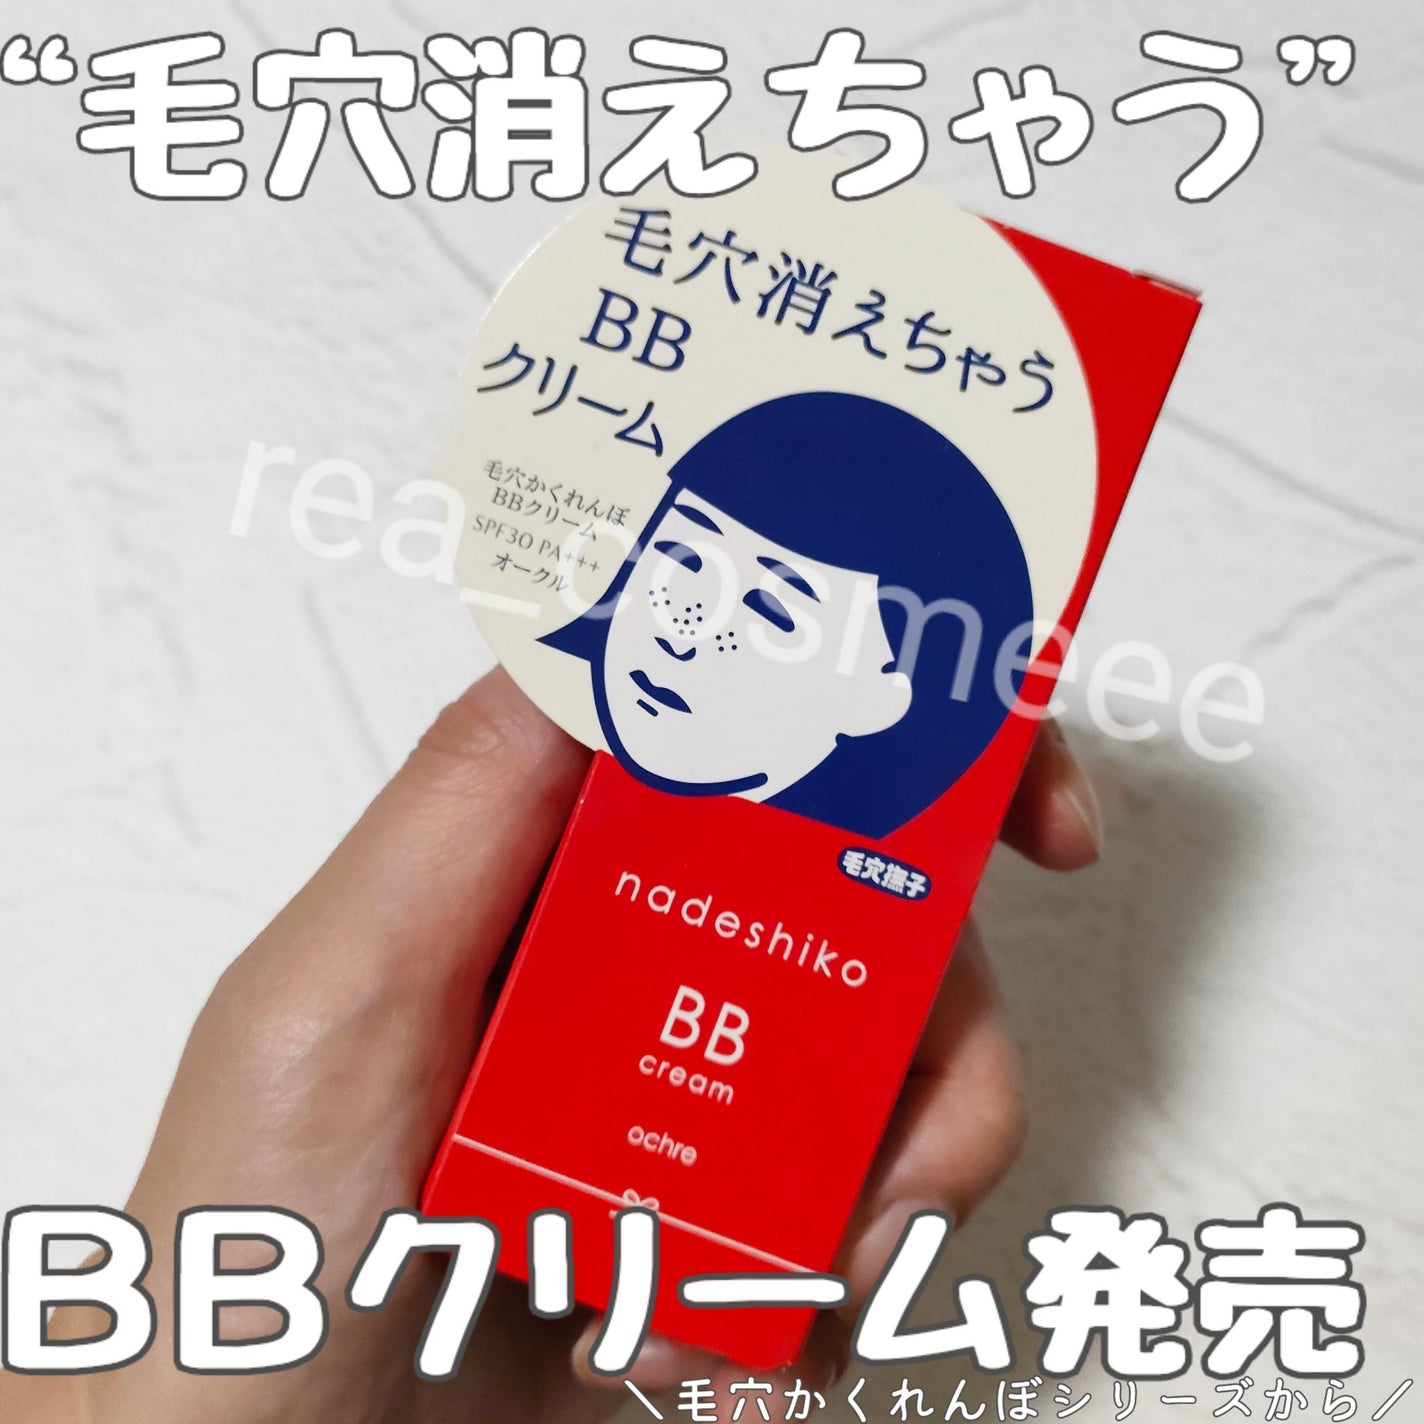 “毛穴消えちゃう”
毛穴消えちゃう
BB
クリーム
毛穴かくれんぼ
BBクリーム
SPF30 PA+++
オークル
rea_cosmeee
毛穴撫子
nadeshiko
BB
cream
ochre
BBクリーム発売
＼毛穴かくれんぼシリーズから／